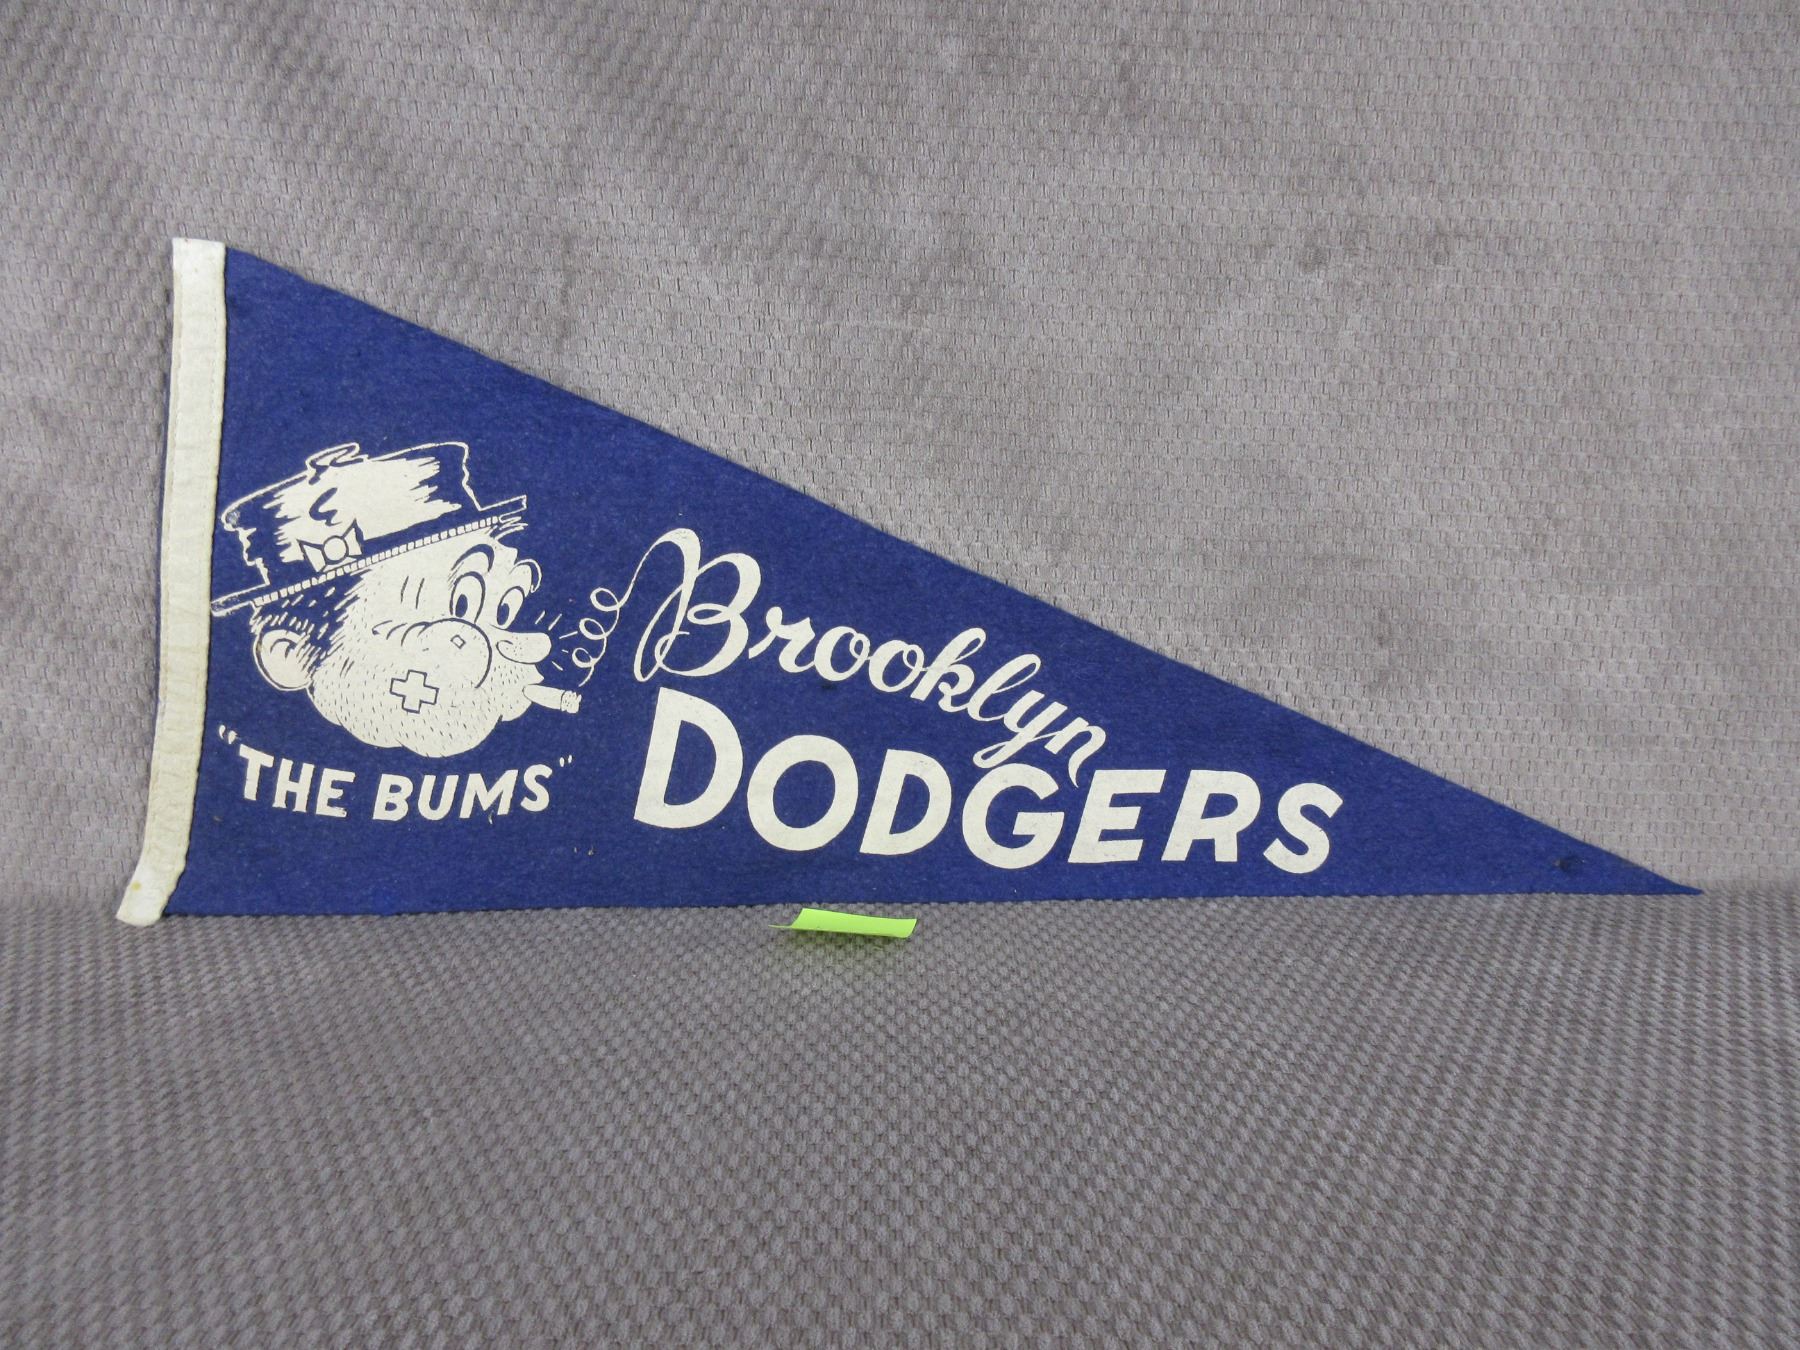 Brooklyn
DODGERS
"THE BUMS"